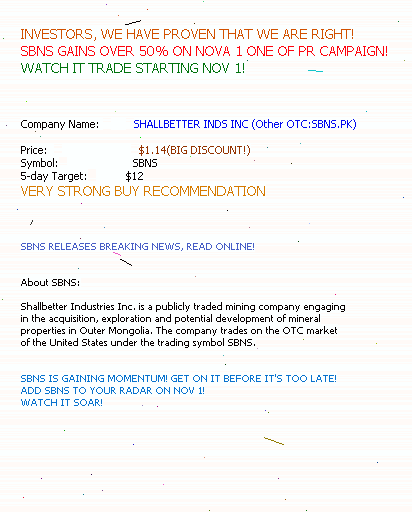 INVESTORS, WE HAVE PROVEN THAT WE ARE RIGHT!
SBNS GAINS OVER 50% ON NOVA 1 ONE OF PR CAMPAIGN!
WATCH IT TRADE STARTING NOV 1!
Company Name: SHALLBETTER INDS INC (Other OTC:SBNS.PK)
Price: $1.14(BIG DISCOUNT!)
Symbol: SBNS
5-day Target: $12
VERY STRONG BUY RECOMMENDATION
SBNS RELEASES BREAKING NEWS, READ ONLINE!
About SBNS:
Shallbetter Industries Inc. is a publicly traded mining company engaging
in the acquisition, exploration and potential development of mineral
properties in Outer Mongolia. The company trades on the OTC market
of the United States under the trading symbol SBNS.
SBNS IS GAINING MOMENTUM! GET ON IT BEFORE IT'S TOO LATE!
ADD SBNS TO YOUR RADAR ON NOV 1!
WATCH IT SOAR!